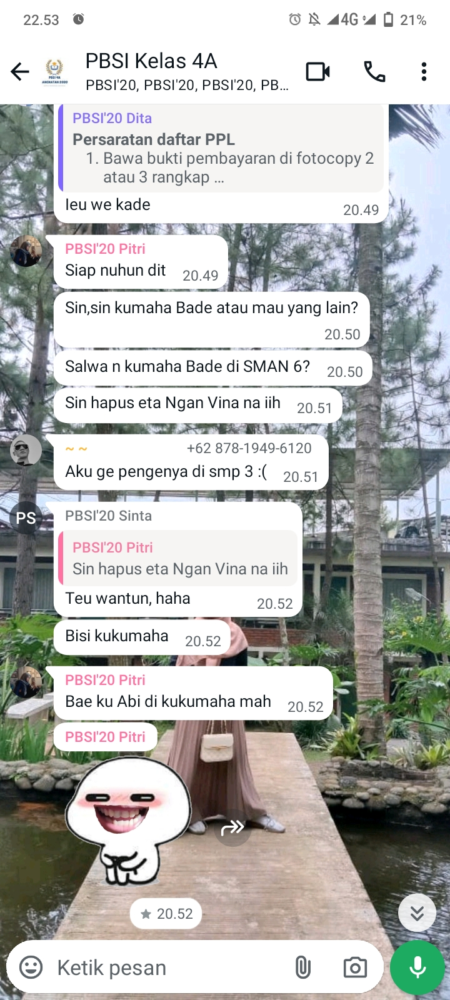 22.53
4G
21%
PBSI Kelas 4A
PBSI'20, PBSI'20, PBSI'20, PB...
PBSI 4A
ANGKATAN 2020
PBSI'20 Dita
Persaratan daftar PPL
1. Bawa bukti pembayaran di fotocopy 2
atau 3 rangkap ...
Ieu we kade
20.49
PBSI'20 Pitri
Siap nuhun dit
20.49
Sin,sin kumaha Bade atau mau yang lain?
20.50
Salwa n kumaha Bade di SMAN 6?
20.50
Sin hapus eta Ngan Vina na iih
20.51
~ ~
+62 878-1949-6120
Aku ge pengenya di smp 3 :(
20.51
PS
PBSI'20 Sinta
PBSI'20 Pitri
Sin hapus eta Ngan Vina na iih
Teu wantun, haha
20.52
Bisi kukumaha
20.52
PBSI'20 Pitri
Bae ku Abi di kukumaha mah
20.52
PBSI'20 Pitri
20.52
Ketik pesan